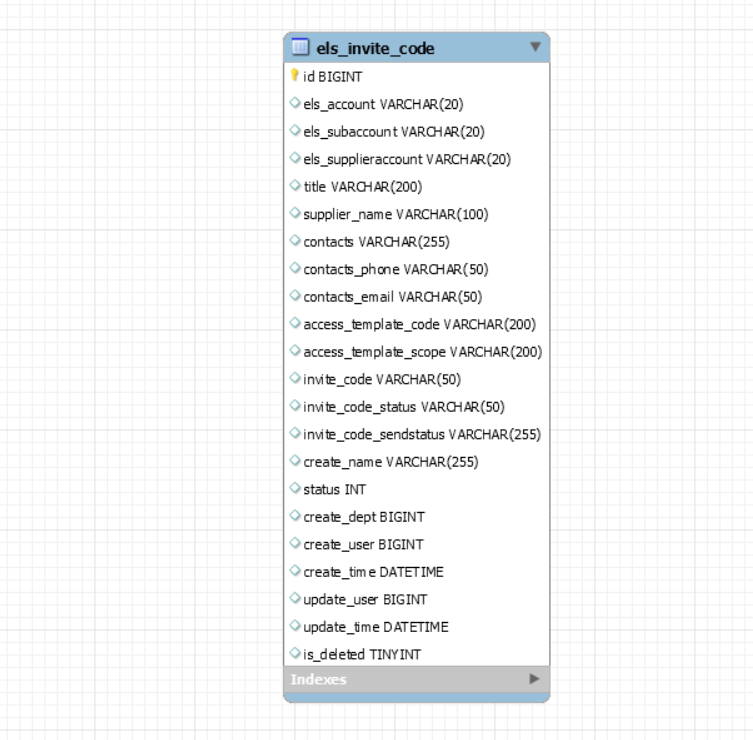 els_invite_code
id BIGINT
els_account VARCHAR(20)
els_subaccount VARCHAR(20)
els_supplieraccount VARCHAR(20)
title VARCHAR(200)
supplier_name VARCHAR(100)
contacts VARCHAR(255)
contacts_phone VARCHAR(50)
contacts_email VARCHAR(50)
access_template_code VARCHAR(200)
access_template_scope VARCHAR(200)
invite_code VARCHAR(50)
invite_code_status VARCHAR(50)
invite_code_sendstatus VARCHAR(255)
create_name VARCHAR(255)
status INT
create_dept BIGINT
create_user BIGINT
create_time DATETIME
update_user BIGINT
update_time DATETIME
is_deleted TINYINT
Indexes